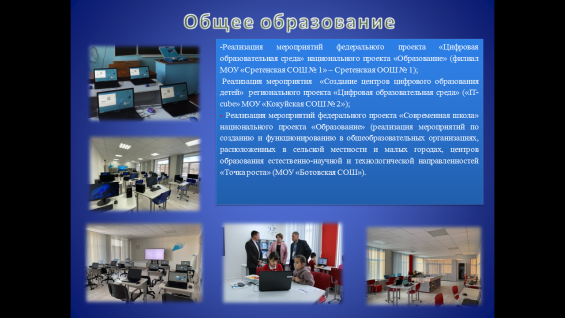 Общее образование
-Реализация мероприятий федерального проекта «Цифровая
образовательная среда» национального проекта «Образование» (филиал
МОУ «Сретенская СОШ № 1» – Сретенская ООШ № 1);
Реализация мероприятия «Создание центров цифрового образования
детей» регионального проекта «Цифровая образовательная среда» («IT-
cube» МОУ «Кокуйская СОШ № 2»);
Реализация мероприятий федерального проекта «Современная школа»
национального проекта «Образование» (реализация мероприятий по
созданию и функционированию в общеобразовательных организациях,
расположенных в сельской местности и малых городах, центров
образования естественно-научной и технологической направленностей
«Точка роста» (МОУ «Ботовская СОШ»).